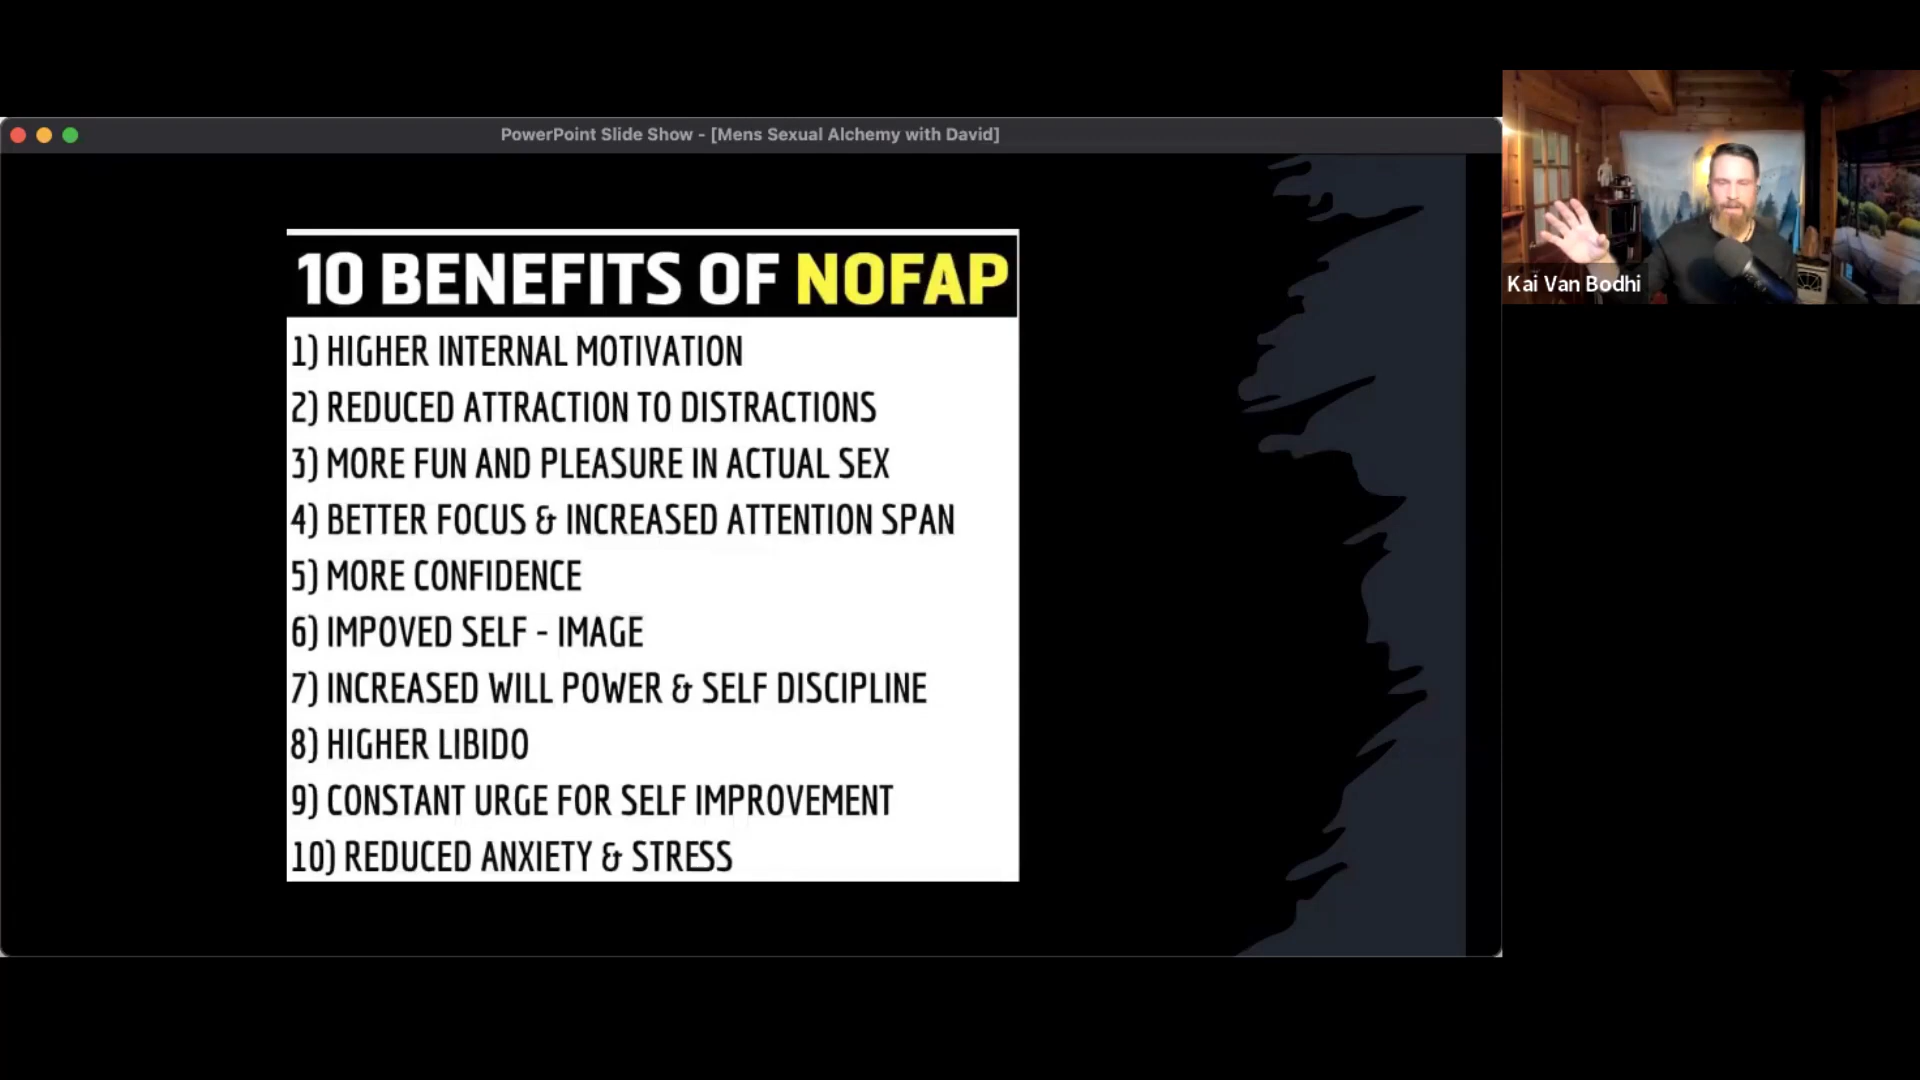 PowerPoint Slide Show - [Mens Sexual Alchemy with David]
10 BENEFITS OF NOFAP
1) HIGHER INTERNAL MOTIVATION
2) REDUCED ATTRACTION TO DISTRACTIONS
3) MORE FUN AND PLEASURE IN ACTUAL SEX
4) BETTER FOCUS & INCREASED ATTENTION SPAN
5) MORE CONFIDENCE
6) IMPOVED SELF - IMAGE
7) INCREASED WILL POWER & SELF DISCIPLINE
8) HIGHER LIBIDO
9) CONSTANT URGE FOR SELF IMPROVEMENT
10) REDUCED ANXIETY & STRESS
Kai Van Bodhi